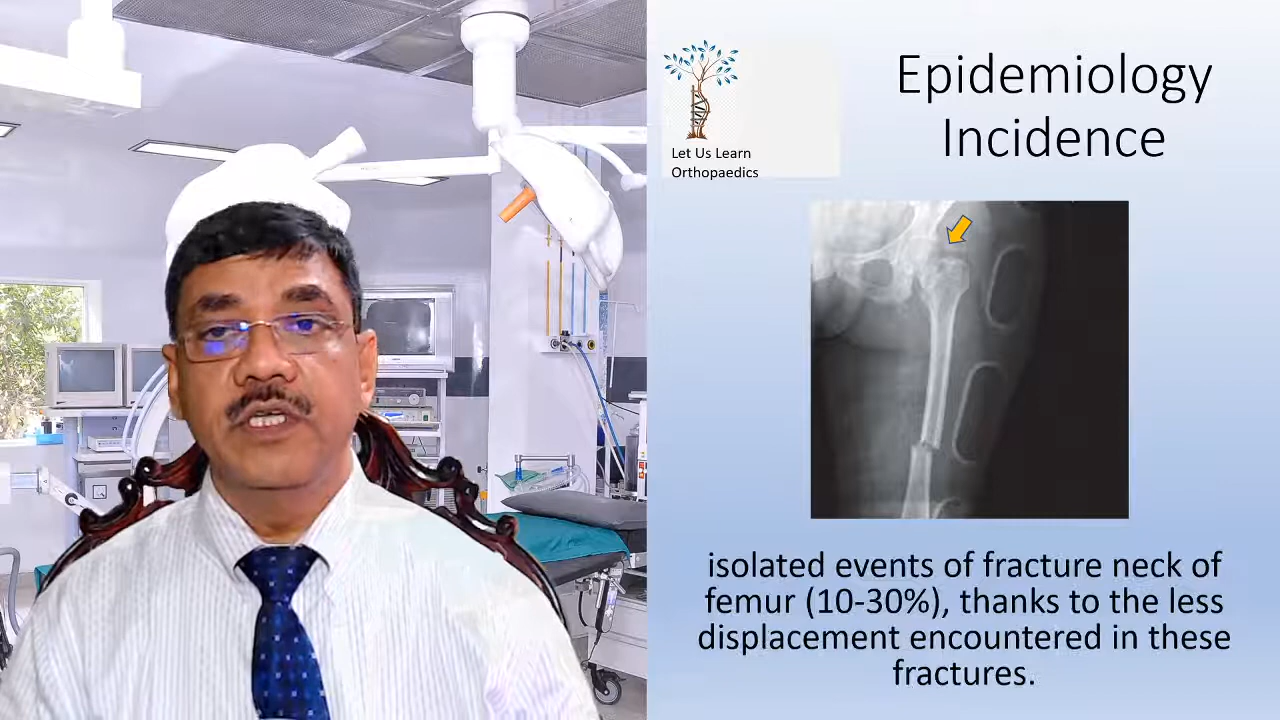 Let Us Learn
Orthopaedics
Epidemiology
Incidence
isolated events of fracture neck of
femur (10-30%), thanks to the less
displacement encountered in these
fractures.